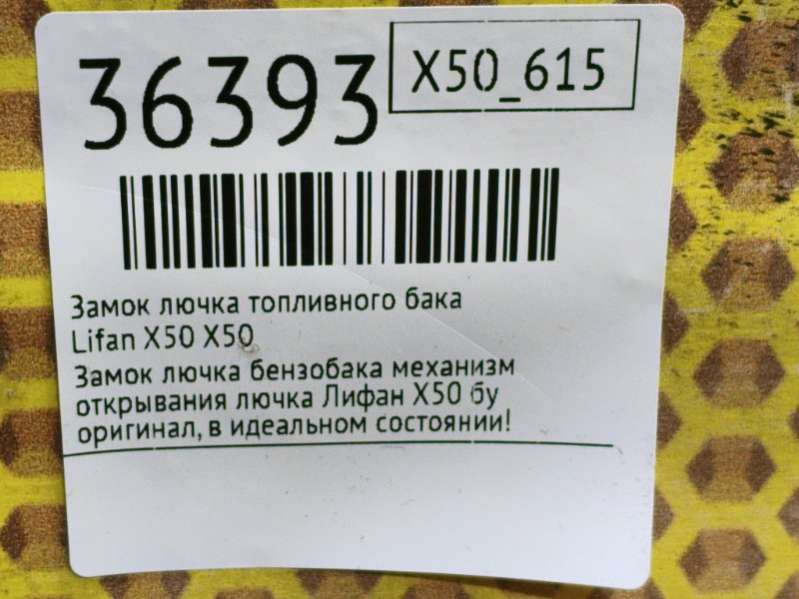 36393
X50_615
Замок лючка топливного бака
Lifan X50 X50
Замок лючка бензобака механизм
открывания лючка Лифан Х50 бу
оригинал, в идеальном состоянии!